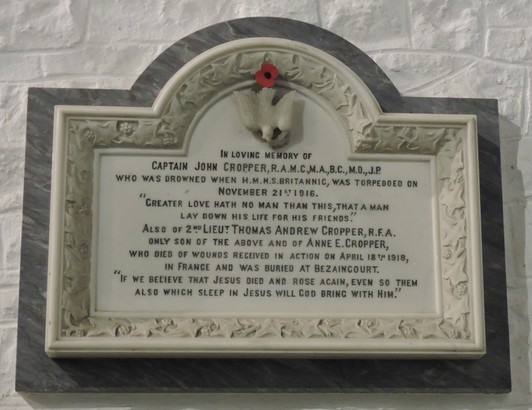 IN LOVING MEMORY OF
CAPTAIN JOHN CROPPER, R.A.M.C., M.A., B.C., M.D., J.P.
WHO WAS DROWNED WHEN H.M.H.S. BRITANNIC, WAS TORPEDOED ON
NOVEMBER 21ST 1916.
"GREATER LOVE HATH NO MAN THAN THIS, THAT A MAN
LAY DOWN HIS LIFE FOR HIS FRIENDS."
ALSO OF 2ND LIEUT THOMAS ANDREW CROPPER, R.F.A.
ONLY SON OF THE ABOVE AND OF ANNE E. CROPPER,
WHO DIED OF WOUNDS RECEIVED IN ACTION ON APRIL 18TH 1918,
IN FRANCE AND WAS BURIED AT BEZAINCOURT.
"IF WE BELIEVE THAT JESUS DIED AND ROSE AGAIN, EVEN SO THEM
ALSO WHICH SLEEP IN JESUS WILL GOD BRING WITH HIM."